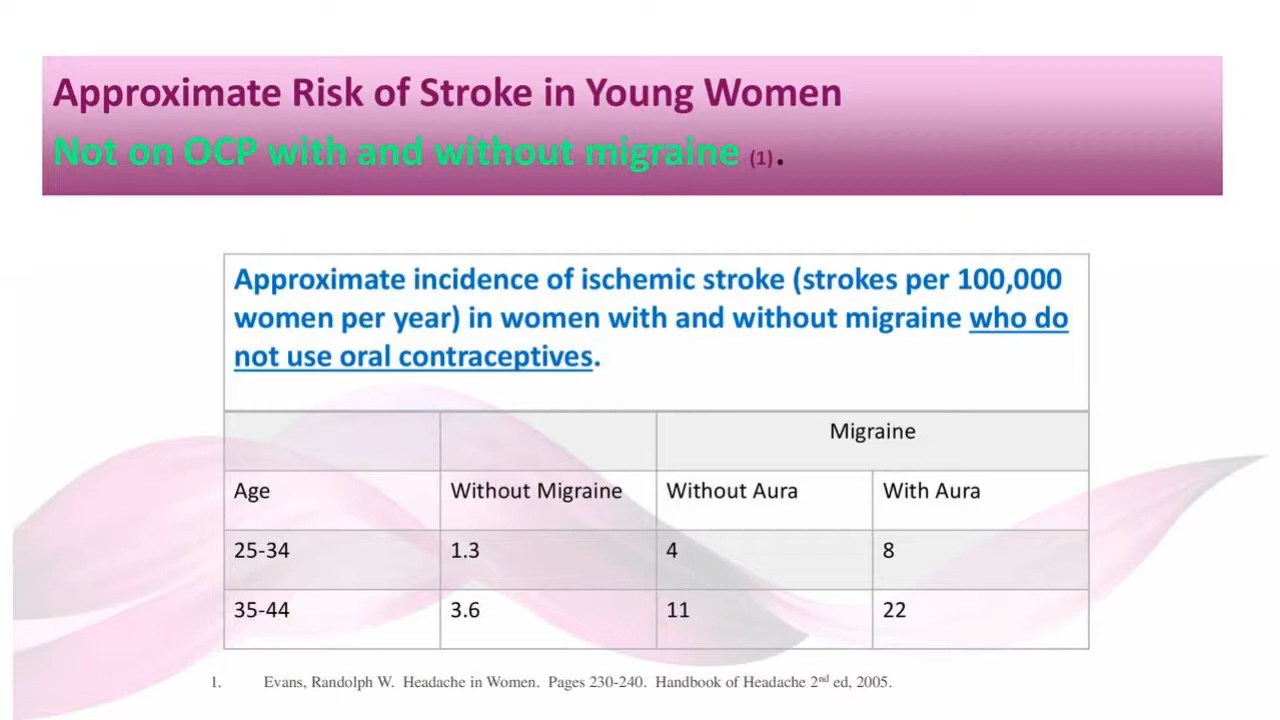 Approximate Risk of Stroke in Young Women
Not on OCP with and without migraine (1).
Approximate incidence of ischemic stroke (strokes per 100,000
women per year) in women with and without migraine who do
not use oral contraceptives.
Migraine
Age Without Migraine Without Aura With Aura
25-34 1.3 4 8
35-44 3.6 11 22
1. Evans, Randolph W. Headache in Women. Pages 230-240. Handbook of Headache 2nd ed, 2005.